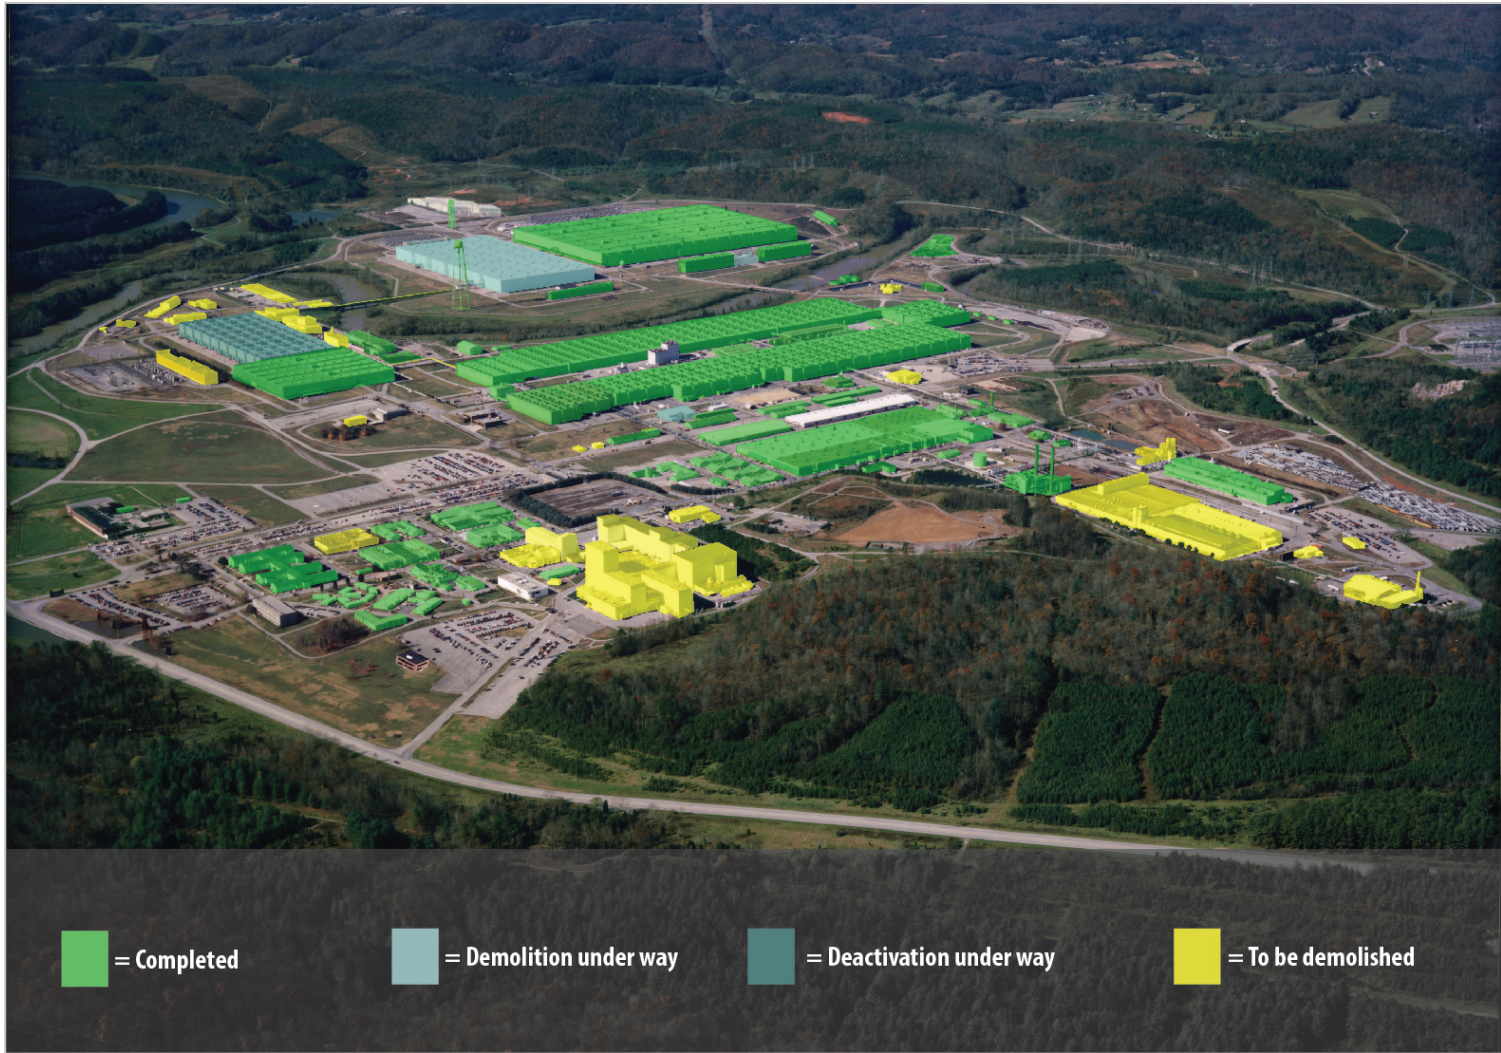 = Completed
= Demolition under way
= Deactivation under way
= To be demolished